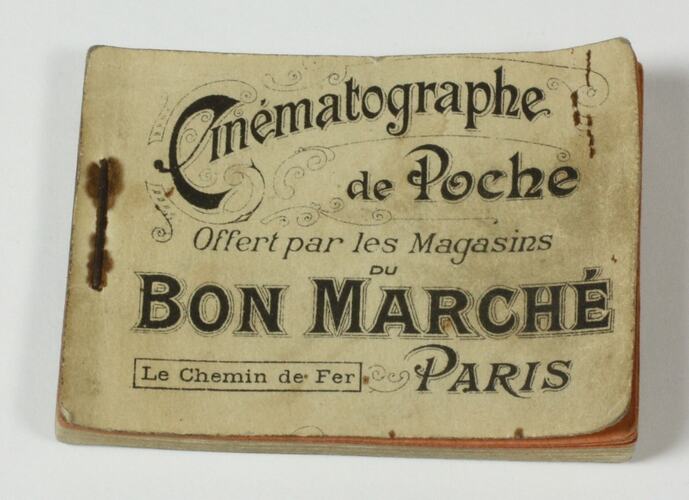 Cinématographe
de Poche
Offert par les Magasins
DU
BON MARCHÉ
Le Chemin de Fer
PARIS